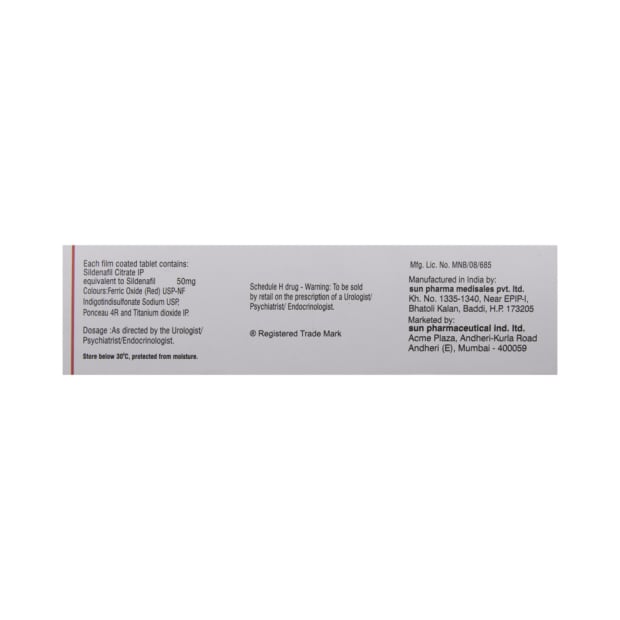 Each film coated tablet contains:
Sildenafil Citrate IP
equivalent to Sildenafil 50mg
Colours:Ferric Oxide (Red) USP-NF
Indigotindisulfonate Sodium USP,
Ponceau 4R and Titanium dioxide IP.
Dosage :As directed by the Urologist/
Psychiatrist/Endocrinologist.
Store below 30°C, protected from moisture.
Schedule H drug - Warning: To be sold
by retail on the prescription of a Urologist/
Psychiatrist/ Endocrinologist.
® Registered Trade Mark
Mfg. Lic. No. MNB/08/685
Manufactured in India by:
sun pharma medisales pvt. ltd.
Kh. No. 1335-1340, Near EPIP-I,
Bhatoli Kalan, Baddi, H.P. 173205
Marketed by:
sun pharmaceutical ind. ltd.
Acme Plaza, Andheri-Kurla Road
Andheri (E), Mumbai - 400059